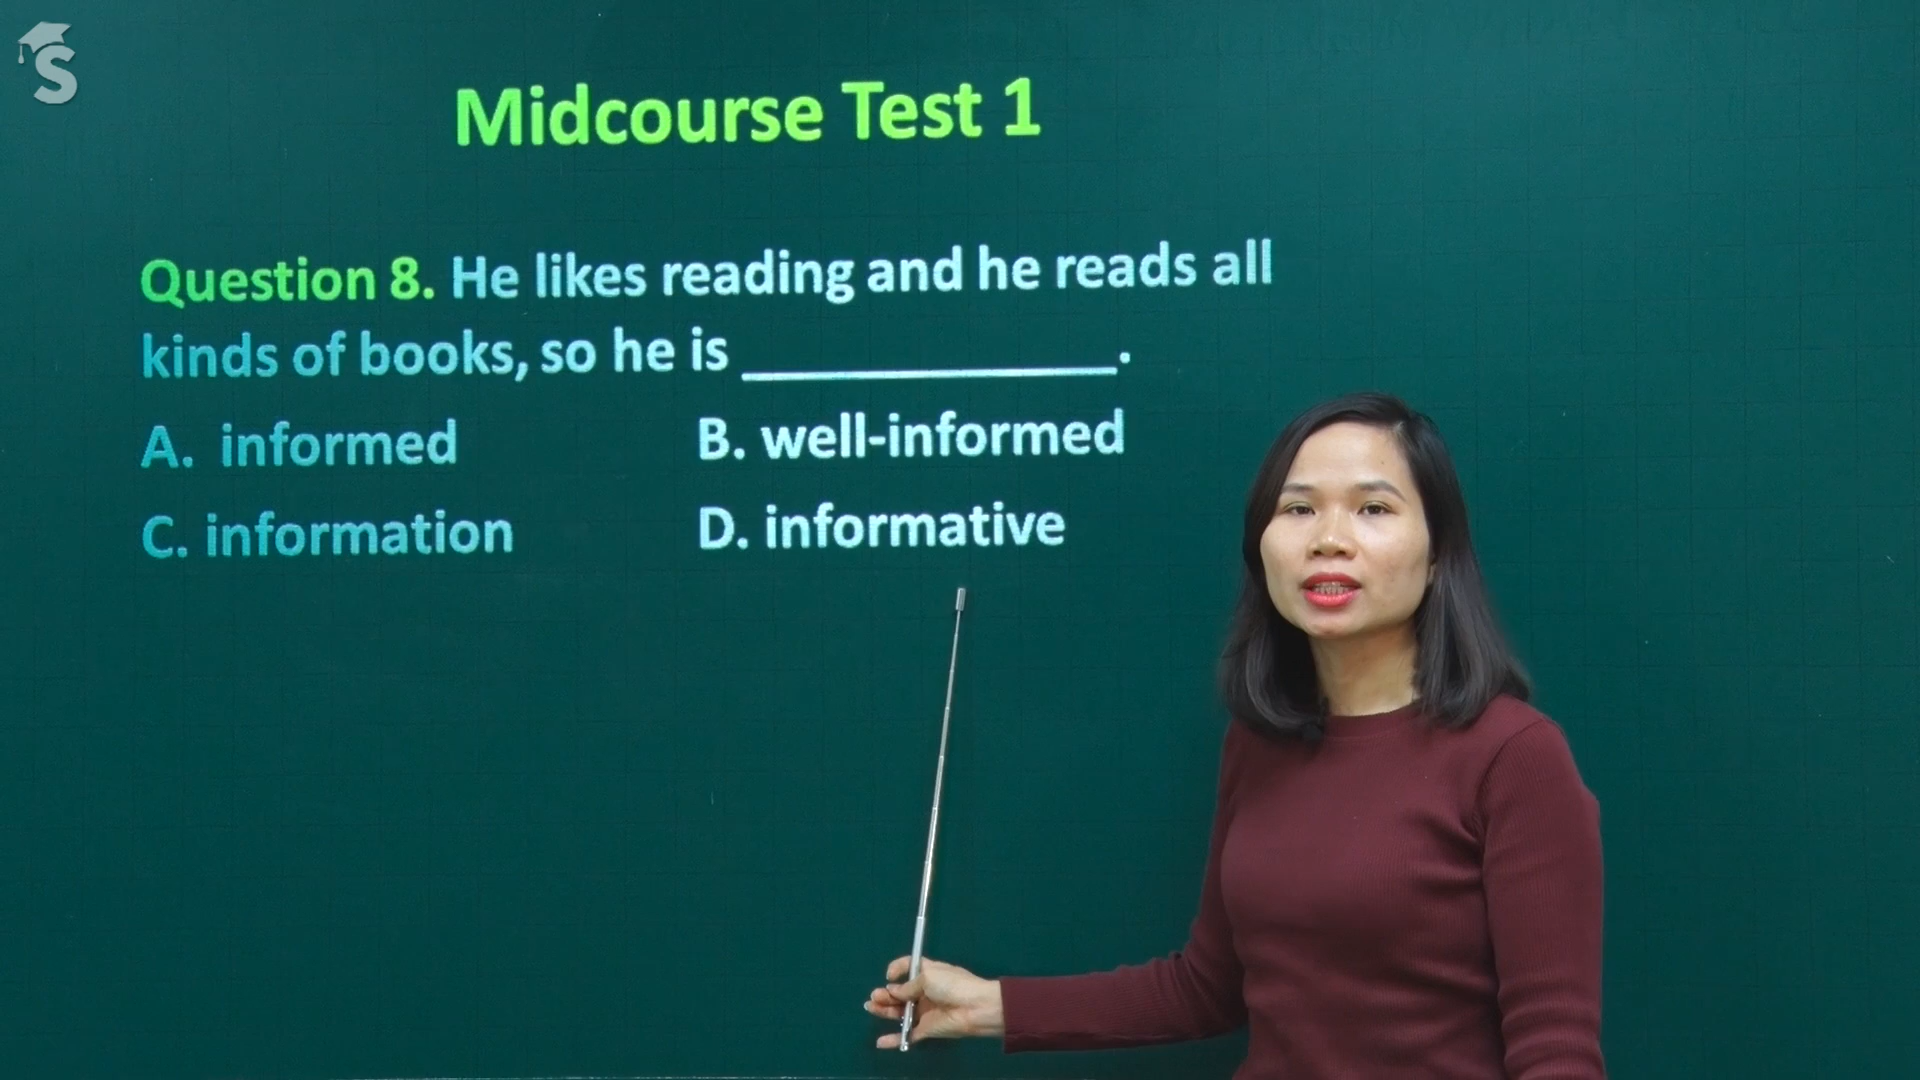 S
Midcourse Test 1
Question 8. He likes reading and he reads all
kinds of books, so he is ______________.
A. informed B. well-informed
C. information D. informative